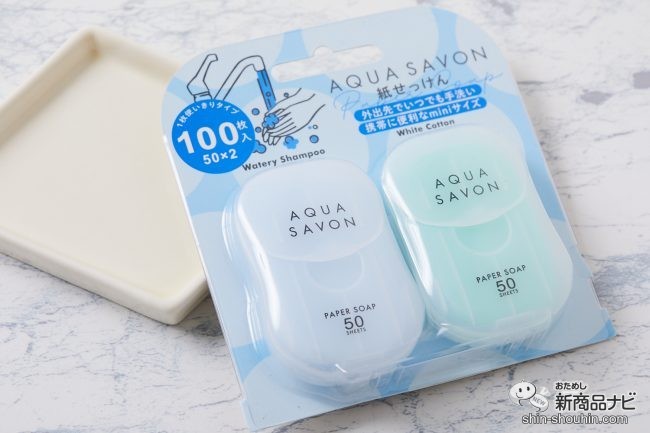 AQUA SAVON
紙せっけん
Paper Soap
外出先でいつでも手洗い
携帯に便利なminiサイズ
1枚使いきりタイプ
100枚入
50×2
Watery Shampoo
White Cotton
AQUA
SAVON
PAPER SOAP
50
SHEETS
AQUA
SAVON
PAPER SOAP
50
SHEETS
NEW
おためし
新商品ナビ
shin-shouhin.com